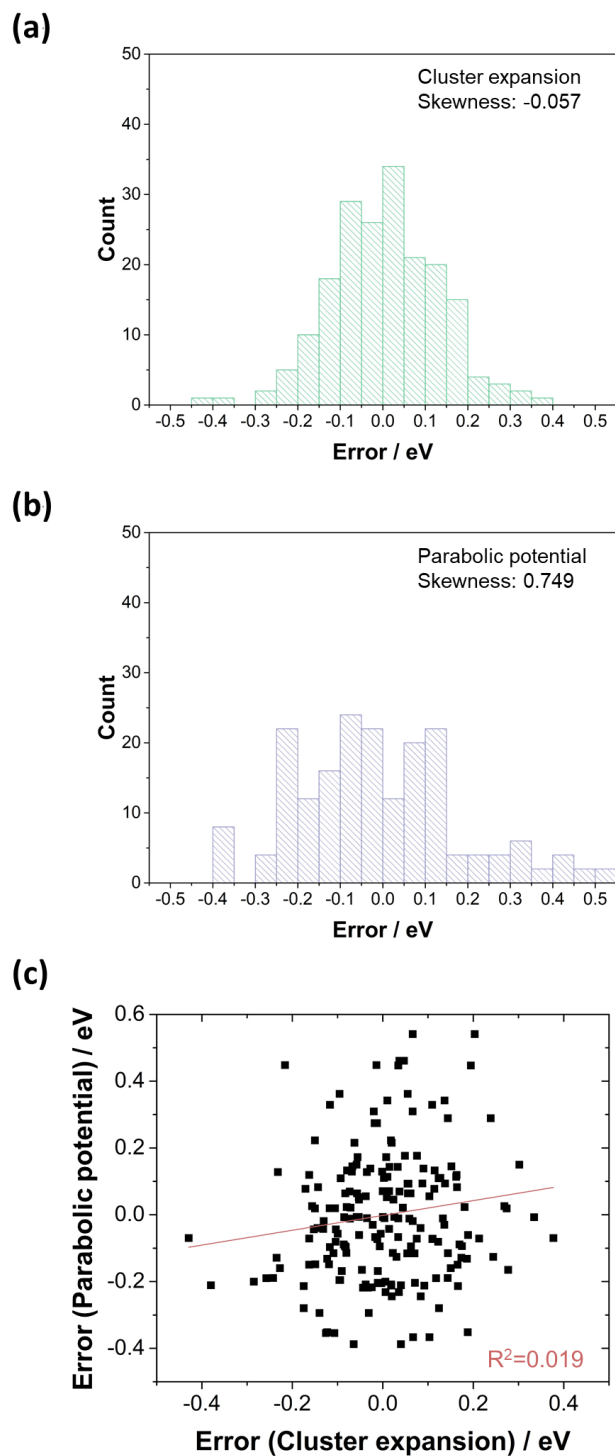 (a)
50
40
30
20
10
0
Count
Cluster expansion
Skewness: -0.057
-0.5 -0.4 -0.3 -0.2 -0.1 0.0 0.1 0.2 0.3 0.4 0.5
Error / eV
(b)
50
40
30
20
10
0
Count
Parabolic potential
Skewness: 0.749
-0.5 -0.4 -0.3 -0.2 -0.1 0.0 0.1 0.2 0.3 0.4 0.5
Error / eV
(c)
0.6
0.4
0.2
0.0
-0.2
-0.4
Error (Parabolic potential) / eV
R²=0.019
-0.4 -0.2 0.0 0.2 0.4
Error (Cluster expansion) / eV